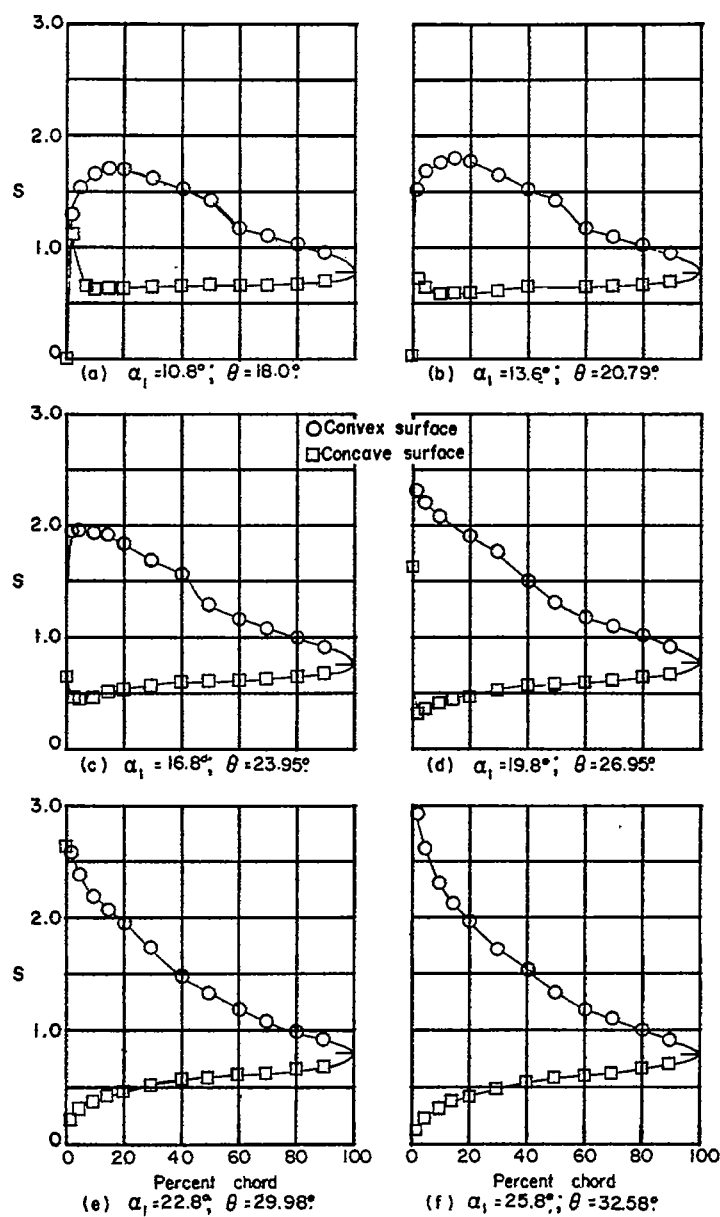 3.0
2.0
S
1.0
0
(a) α₁=10.8°; θ=18.0°.
(b) α₁=13.6°; θ=20.79°.
3.0
○ Convex surface
□ Concave surface
2.0
S
1.0
0
(c) α₁=16.8°; θ=23.95°.
(d) α₁=19.8°; θ=26.95°.
3.0
2.0
S
1.0
0
0 20 40 60 80 100
0 20 40 60 80 100
Percent chord
Percent chord
(e) α₁=22.8°; θ=29.98°.
(f) α₁=25.8°; θ=32.58°.